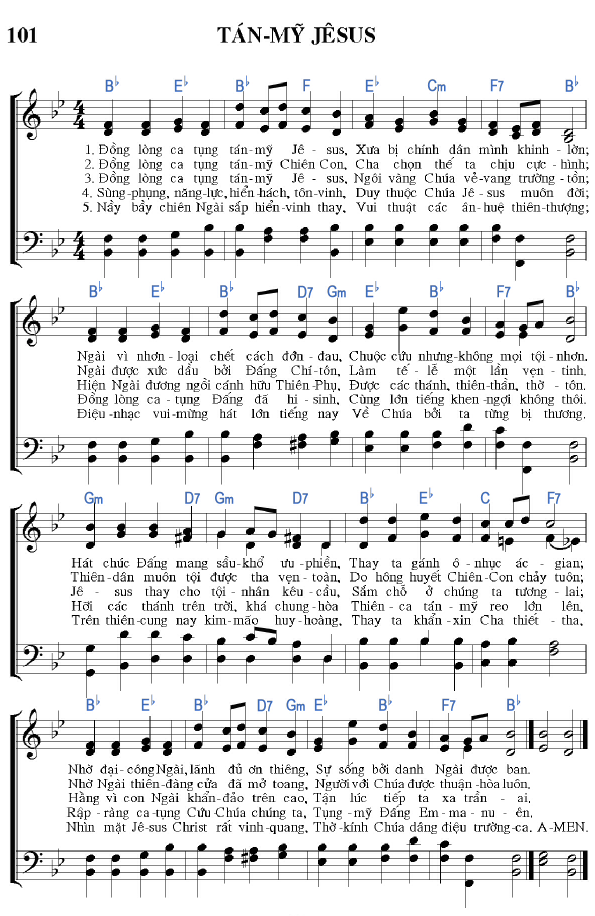 101 TÁN-MỸ JÊSUS
B♭ E♭ B♭ F E♭ Cm F7 B♭
1. Đồng lòng ca tụng tán-mỹ Jê-sus, Xưa bị chính dân mình khinh-lờn;
2. Đồng lòng ca tụng tán-mỹ Chiên Con, Cha chọn thế ta chịu cực-hình;
3. Đồng lòng ca tụng tán-mỹ Jê-sus, Ngôi vàng Chúa vẻ-vang trường-tồn;
4. Sùng-phụng, năng-lực, hiển-hách, tôn-vinh, Duy thuộc Chúa Jê-sus muôn đời;
5. Nầy bầy chiên Ngài sắp hiển-vinh thay, Vui thuật các ân-huệ thiên-thượng;
B♭ E♭ B♭ D7 Gm E♭ B♭ F7 B♭
Ngài vì nhơn-loại chết cách đớn-đau, Chuộc cứu nhưng-không mọi tội-nhơn.
Ngài được xức dầu bởi Đấng Chí-tôn, Làm tế-lễ một lần vẹn-tinh.
Hiện Ngài đương ngồi cánh hữu Thiên-Phụ, Được các thánh, thiên-thần, thờ-tôn.
Đồng lòng ca-tụng Đấng đã hi-sinh, Cùng lớn tiếng khen-ngợi không thôi.
Điệu-nhạc vui-mừng hát lớn tiếng nay Về Chúa bởi ta từng bị thương.
Gm D7 Gm D7 B♭ E♭ C F7
Hát chúc Đấng mang sầu-khổ ưu-phiền, Thay ta gánh ô-nhục ác-gian;
Thiên-dân muôn tội được tha vẹn-toàn, Do hông huyết Chiên-Con chảy tuôn;
Jê-sus thay cho tội-nhân kêu-cầu, Sắm chỗ ở chúng ta tương-lai;
Hỡi các thánh trên trời, khá chung-hòa Thiên-ca tán-mỹ reo lớn lên;
Trên thiên-cung nay kim-mão huy-hoàng, Thay ta khẩn-xin Cha thiết-tha,
B♭ E♭ B♭ D7 Gm E♭ B♭ F7 B♭
Nhờ đại-công Ngài, lãnh đủ ơn thiêng, Sự sống bởi danh Ngài được ban.
Nhờ Ngài thiên-đàng cửa đã mở toang, Người với Chúa được thuận-hòa luôn.
Hằng vì con Ngài khẩn-đảo trên cao, Tận lúc tiếp ta xa trần-ai.
Rập-ràng ca-tụng Cứu-Chúa chúng ta, Tụng-mỹ Đấng Em-ma-nu-ên.
Nhìn mặt Jê-sus Christ rất vinh-quang, Thờ-kính Chúa dâng điệu trường-ca. A-MEN.